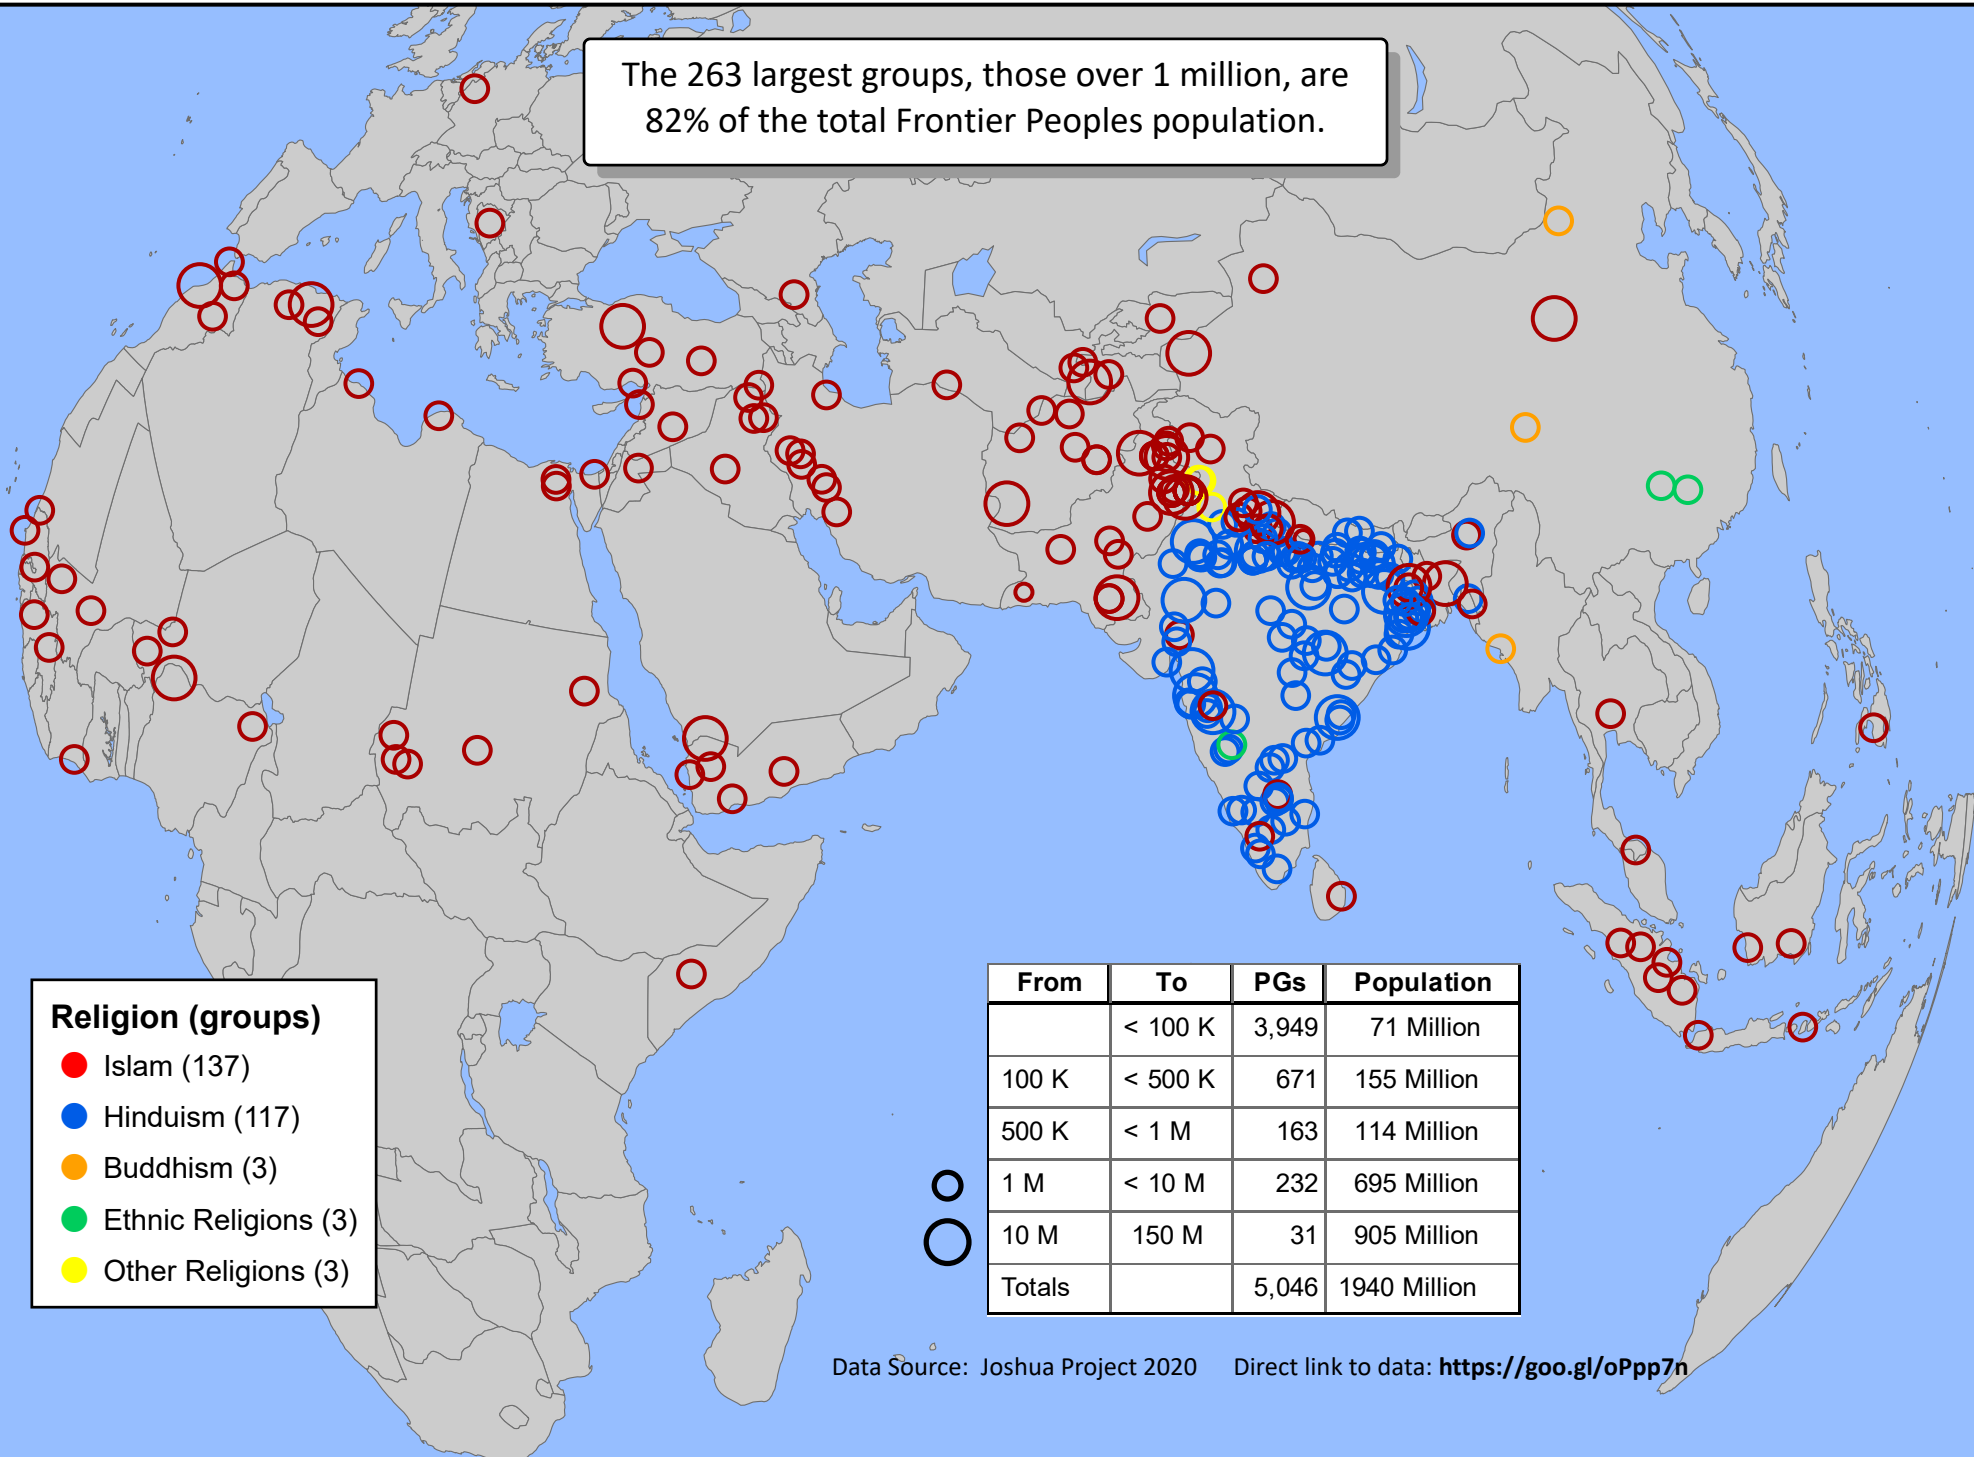 The 263 largest groups, those over 1 million, are
82% of the total Frontier Peoples population.
Religion (groups)
Islam (137)
Hinduism (117)
Buddhism (3)
Ethnic Religions (3)
Other Religions (3)
From To PGs Population
< 100 K 3,949 71 Million
100 K < 500 K 671 155 Million
500 K < 1 M 163 114 Million
1 M < 10 M 232 695 Million
10 M 150 M 31 905 Million
Totals 5,046 1940 Million
Data Source: Joshua Project 2020 Direct link to data: https://goo.gl/oPpp7n